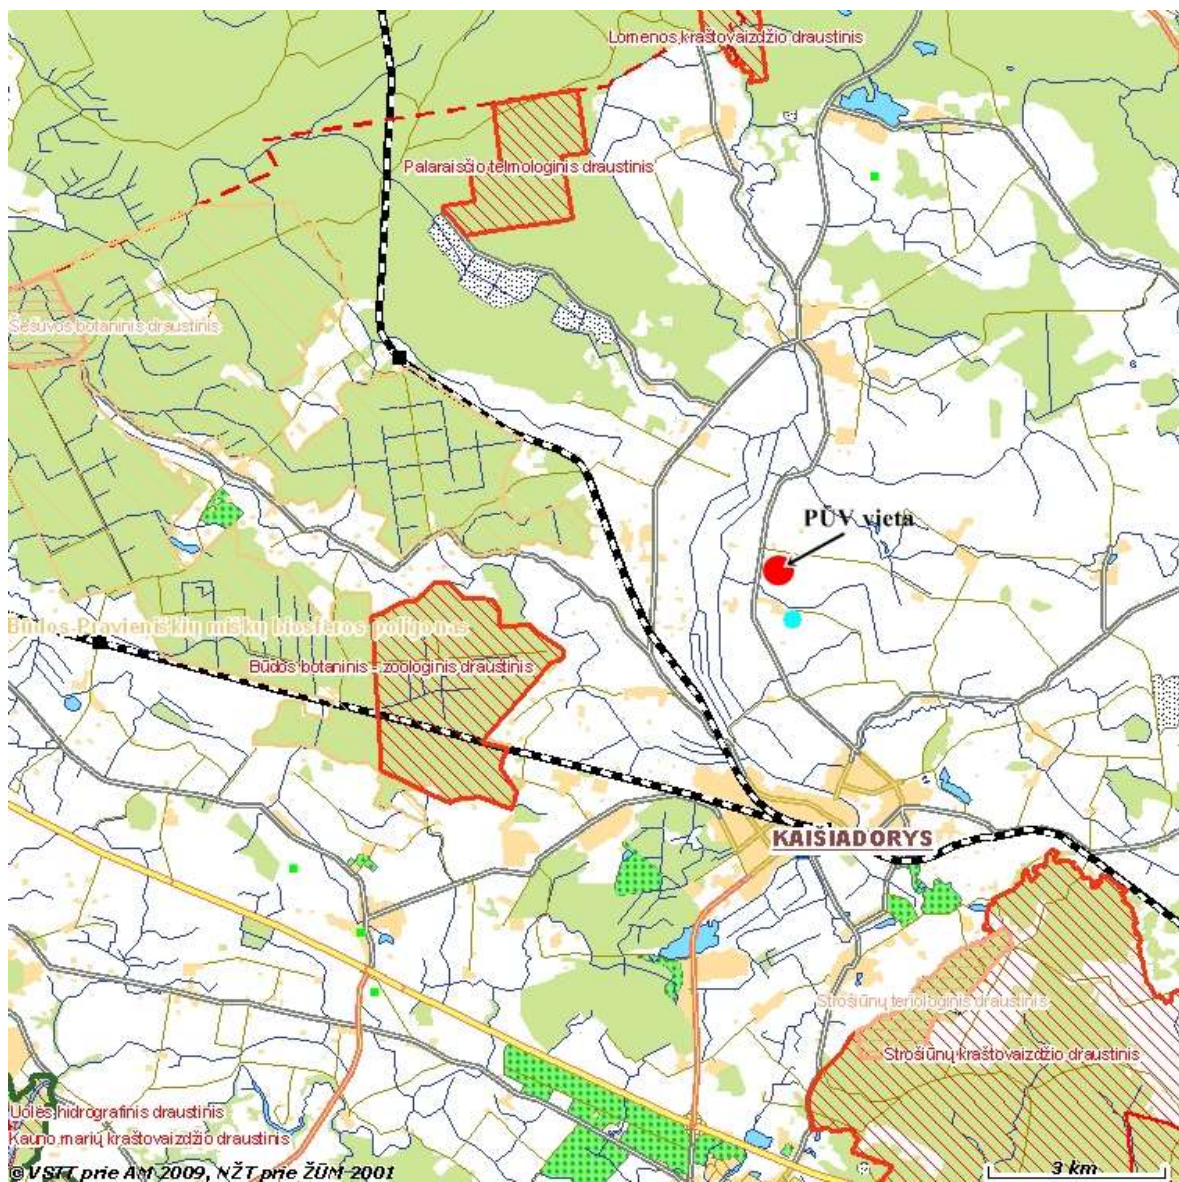 Lomenos kraštovaizdžio draustinis
Palaraisčio telmologinis draustinis
Šešuvos botaninis draustinis
PŪV vieta
Būdos-Pravieniškių miškų biosferos poligonas
Būdos botaninis - zoologinis draustinis
KAIŠIADORYS
Strošiūnų teriologinis draustinis
Strošiūnų kraštovaizdžio draustinis
Uolės hidrografinis draustinis
Kauno marių kraštovaizdžio draustinis
© VSTT prie AM 2009, NŽT prie ŽŪM 2001
3 km